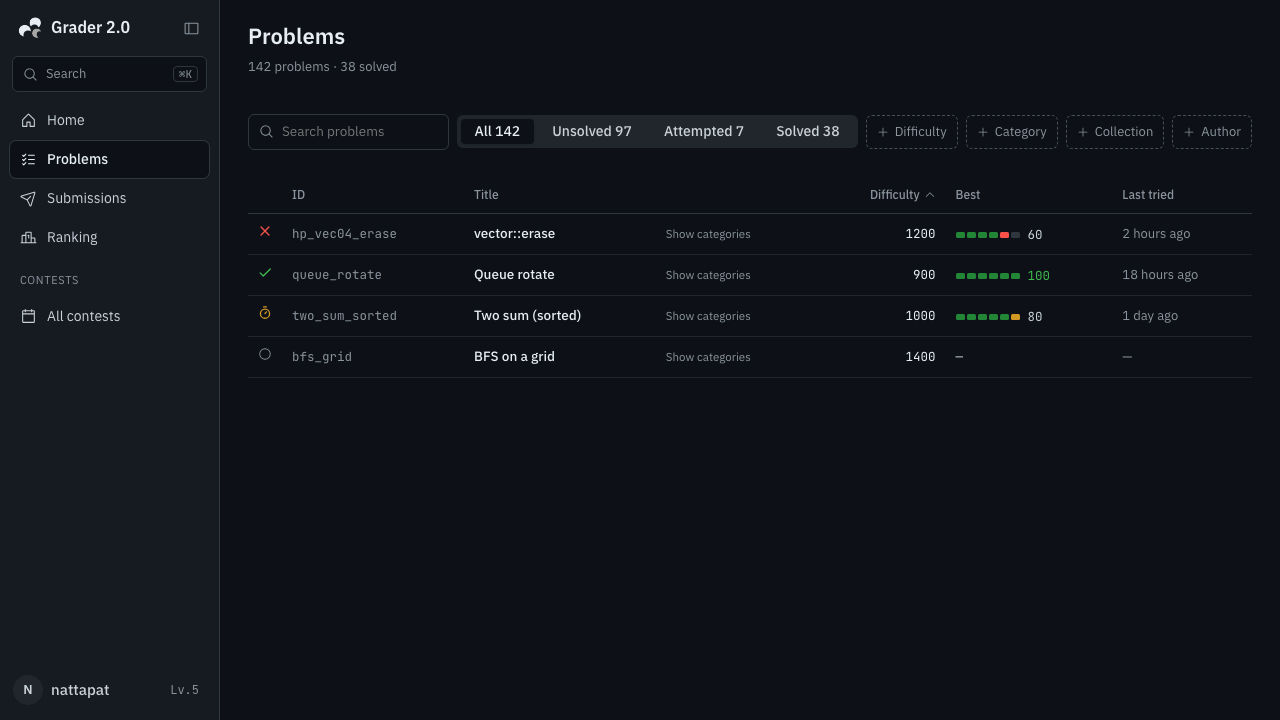 Grader 2.0
Search ⌘K
Home
Problems
Submissions
Ranking
CONTESTS
All contests
N nattapat Lv.5
Problems
142 problems · 38 solved
Search problems
All 142 Unsolved 97 Attempted 7 Solved 38
Difficulty Category Collection Author
ID Title Difficulty Best Last tried
hp_vec04_erase vector::erase Show categories 1200 60 2 hours ago
queue_rotate Queue rotate Show categories 900 100 18 hours ago
two_sum_sorted Two sum (sorted) Show categories 1000 80 1 day ago
bfs_grid BFS on a grid Show categories 1400 — —